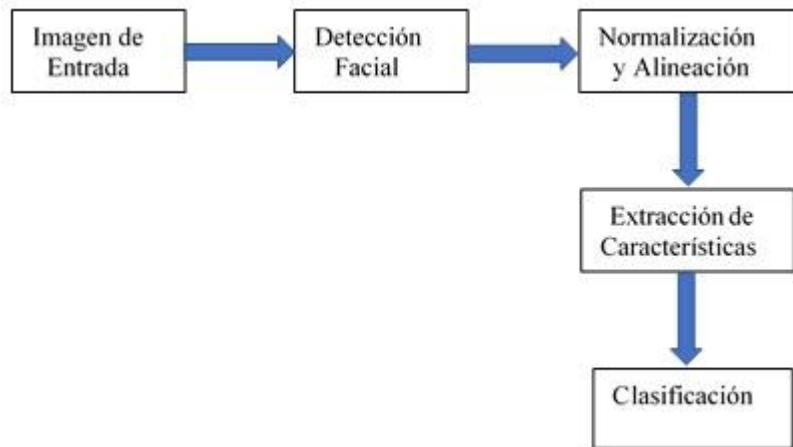 Imagen de
Entrada
Detección
Facial
Normalización
y Alineación
Extracción de
Características
Clasificación